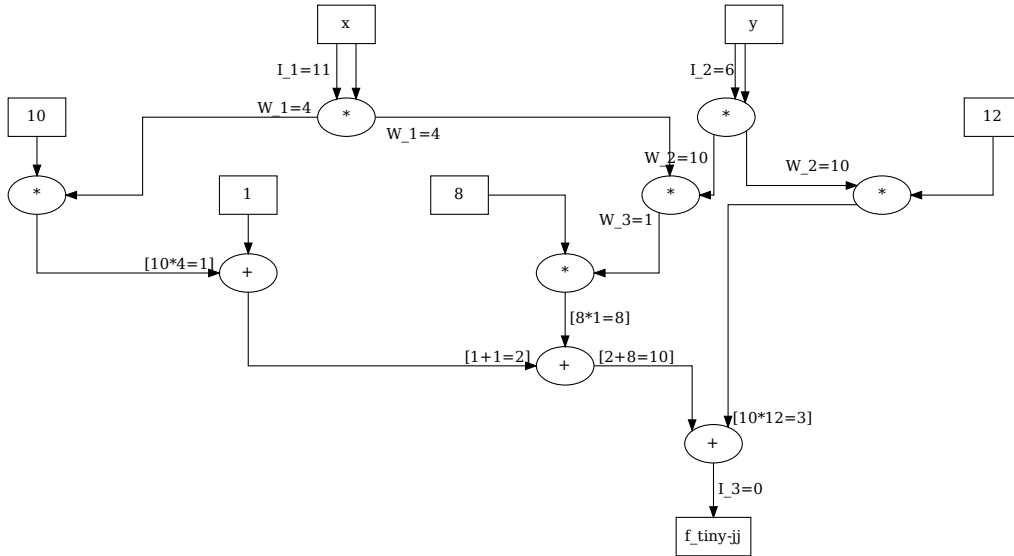 x
y
I_1=11
I_2=6
10
W_1=4
*
W_1=4
*
12
*
1
8
W_2=10
*
W_2=10
*
W_3=1
[10*4=1]
+
*
[8*1=8]
[1+1=2]
+
[2+8=10]
[10*12=3]
+
I_3=0
f_tiny-jj